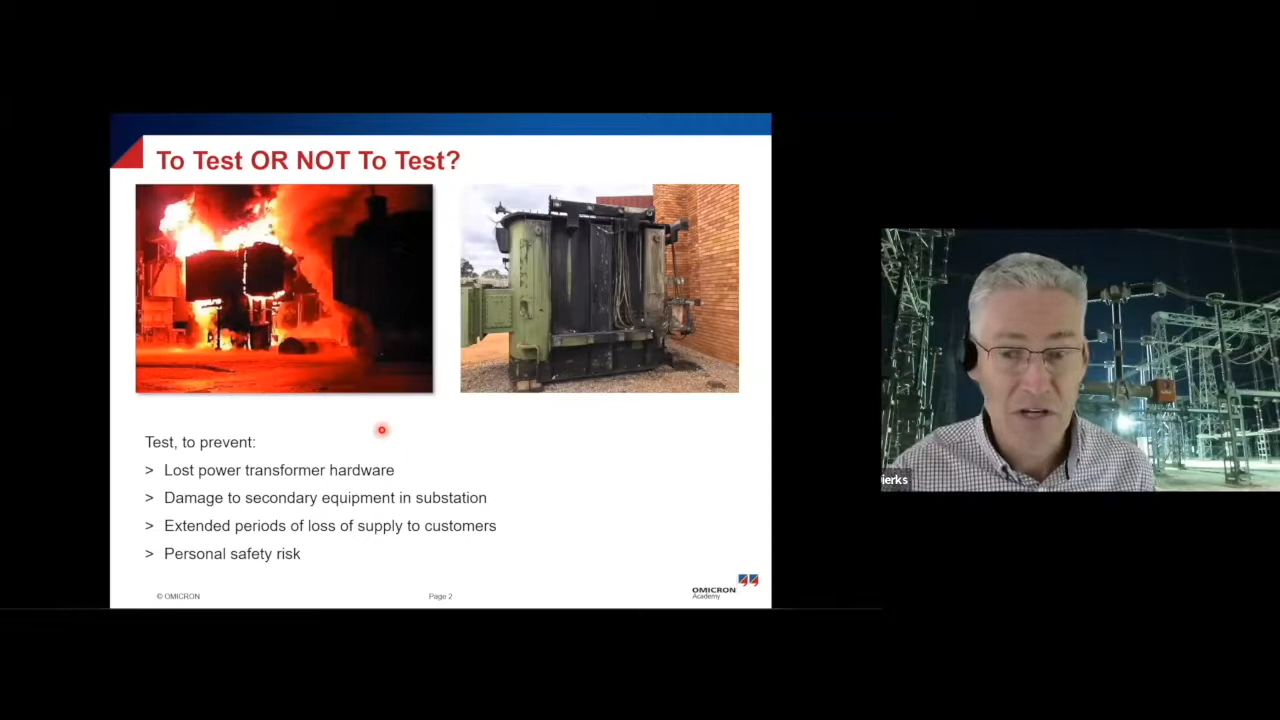 To Test OR NOT To Test?
Test, to prevent:
> Lost power transformer hardware
> Damage to secondary equipment in substation
> Extended periods of loss of supply to customers
> Personal safety risk
© OMICRON
Page 2
OMICRON
Academy